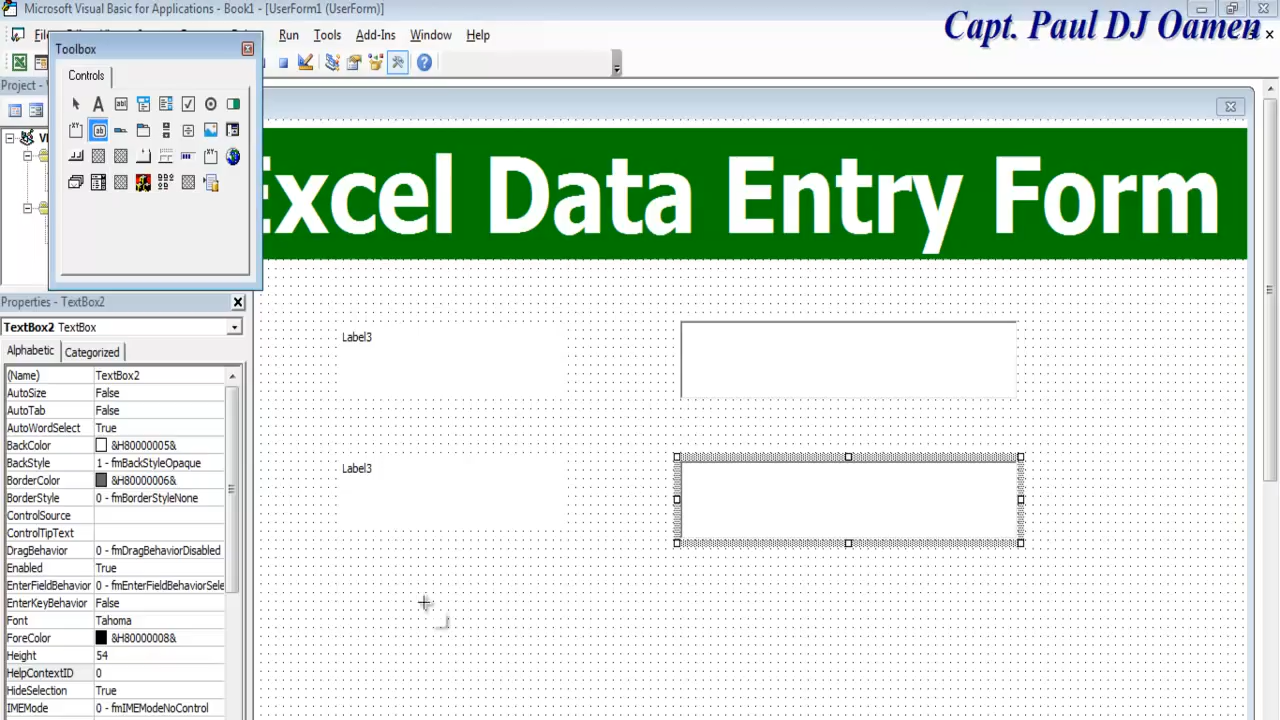 Microsoft Visual Basic for Applications - Book1 - [UserForm1 (UserForm)]
Capt. Paul DJ Oamen
Run Tools Add-Ins Window Help
Toolbox
Controls
Project -
Excel Data Entry Form
Label3
Label3
Properties - TextBox2
TextBox2 TextBox
Alphabetic Categorized
(Name) TextBox2
AutoSize False
AutoTab False
AutoWordSelect True
BackColor &H80000005&
BackStyle 1 - fmBackStyleOpaque
BorderColor &H80000006&
BorderStyle 0 - fmBorderStyleNone
ControlSource
ControlTipText
DragBehavior 0 - fmDragBehaviorDisabled
Enabled True
EnterFieldBehavior 0 - fmEnterFieldBehaviorSele
EnterKeyBehavior False
Font Tahoma
ForeColor &H80000008&
Height 54
HelpContextID 0
HideSelection True
IMEMode 0 - fmIMEModeNoControl